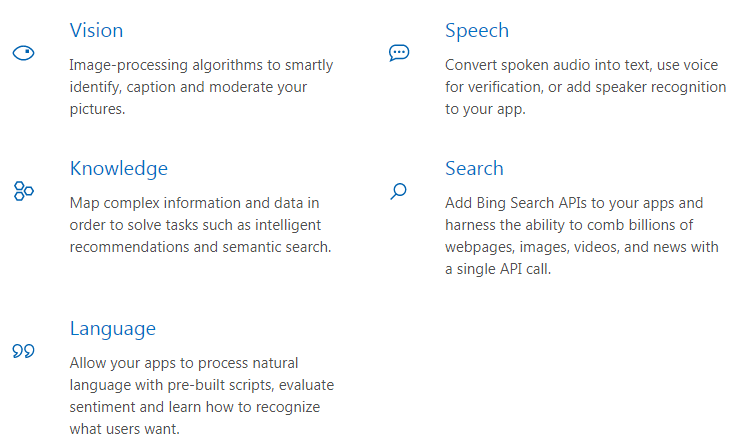 Vision
Image-processing algorithms to smartly
identify, caption and moderate your
pictures.
Speech
Convert spoken audio into text, use voice
for verification, or add speaker recognition
to your app.
Knowledge
Map complex information and data in
order to solve tasks such as intelligent
recommendations and semantic search.
Search
Add Bing Search APIs to your apps and
harness the ability to comb billions of
webpages, images, videos, and news with
a single API call.
Language
Allow your apps to process natural
language with pre-built scripts, evaluate
sentiment and learn how to recognize
what users want.